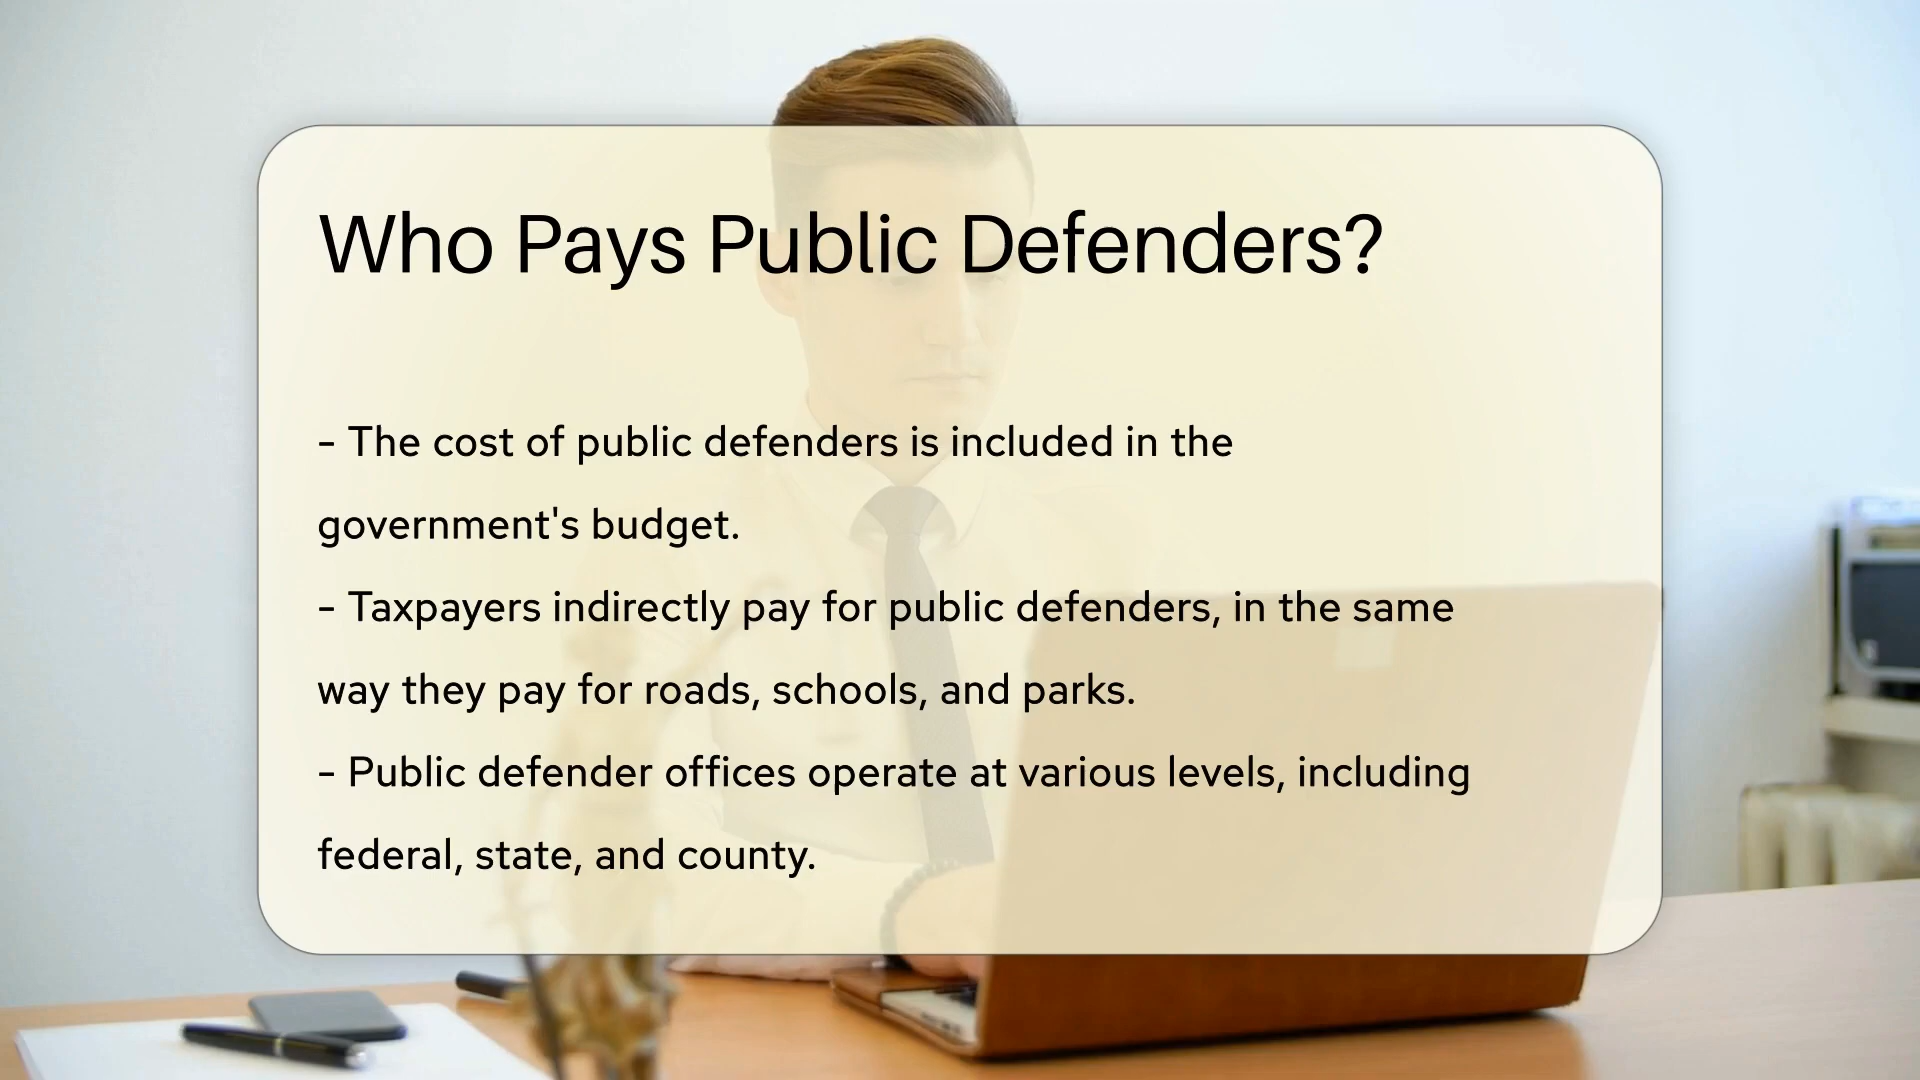 Who Pays Public Defenders?
- The cost of public defenders is included in the
government's budget.
- Taxpayers indirectly pay for public defenders, in the same
way they pay for roads, schools, and parks.
- Public defender offices operate at various levels, including
federal, state, and county.